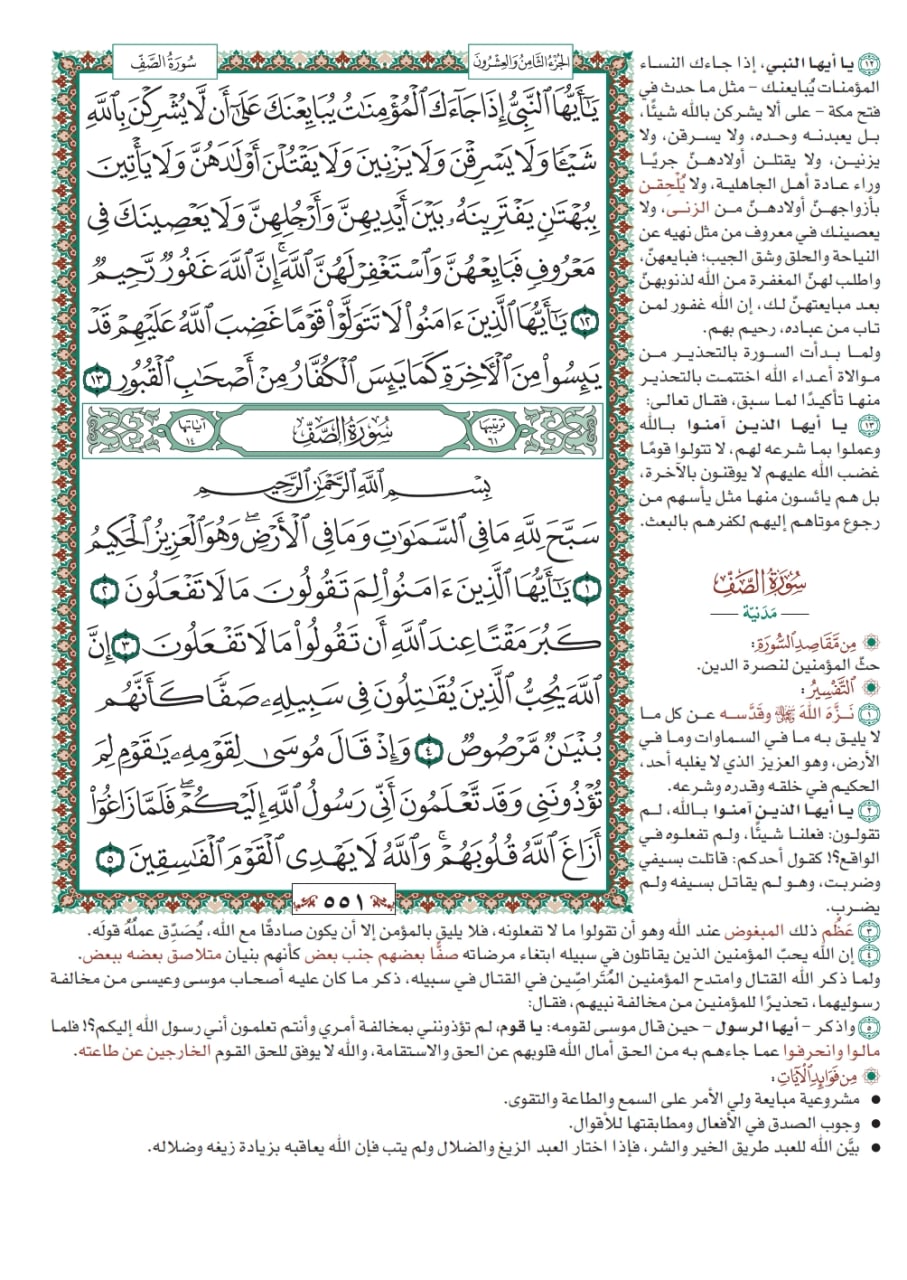 سُورَةُ الصَّفِّ
الجُزْءُ الثَّامِنُ وَالعِشْرُونَ
يَـٰٓأَيُّهَا ٱلنَّبِيُّ إِذَا جَآءَكَ ٱلْمُؤْمِنَـٰتُ يُبَايِعْنَكَ عَلَىٰٓ أَن لَّا يُشْرِكْنَ بِٱللَّهِ
شَيْـًٔا وَلَا يَسْرِقْنَ وَلَا يَزْنِينَ وَلَا يَقْتُلْنَ أَوْلَـٰدَهُنَّ وَلَا يَأْتِينَ
بِبُهْتَـٰنٍ يَفْتَرِينَهُۥ بَيْنَ أَيْدِيهِنَّ وَأَرْجُلِهِنَّ وَلَا يَعْصِينَكَ فِى
مَعْرُوفٍ فَبَايِعْهُنَّ وَٱسْتَغْفِرْ لَهُنَّ ٱللَّهَ ۚ إِنَّ ٱللَّهَ غَفُورٌ رَّحِيمٌ
١٢ يَـٰٓأَيُّهَا ٱلَّذِينَ ءَامَنُوا۟ لَا تَتَوَلَّوْا۟ قَوْمًا غَضِبَ ٱللَّهُ عَلَيْهِمْ قَدْ
يَئِسُوا۟ مِنَ ٱلْـَٔاخِرَةِ كَمَا يَئِسَ ٱلْكُفَّارُ مِنْ أَصْحَـٰبِ ٱلْقُبُورِ ١٣
ترتيبها ٦١ سُورَةُ الصَّفِّ آياتها ١٤
بِسْمِ ٱللَّهِ ٱلرَّحْمَـٰنِ ٱلرَّحِيمِ
سَبَّحَ لِلَّهِ مَا فِى ٱلسَّمَـٰوَٰتِ وَمَا فِى ٱلْأَرْضِ ۖ وَهُوَ ٱلْعَزِيزُ ٱلْحَكِيمُ
١ يَـٰٓأَيُّهَا ٱلَّذِينَ ءَامَنُوا۟ لِمَ تَقُولُونَ مَا لَا تَفْعَلُونَ ٢
كَبُرَ مَقْتًا عِندَ ٱللَّهِ أَن تَقُولُوا۟ مَا لَا تَفْعَلُونَ ٣ إِنَّ
ٱللَّهَ يُحِبُّ ٱلَّذِينَ يُقَـٰتِلُونَ فِى سَبِيلِهِۦ صَفًّا كَأَنَّهُم
بُنْيَـٰنٌ مَّرْصُوصٌ ٤ وَإِذْ قَالَ مُوسَىٰ لِقَوْمِهِۦ يَـٰقَوْمِ لِمَ
تُؤْذُونَنِى وَقَد تَّعْلَمُونَ أَنِّى رَسُولُ ٱللَّهِ إِلَيْكُمْ ۖ فَلَمَّا زَاغُوٓا۟
أَزَاغَ ٱللَّهُ قُلُوبَهُمْ ۚ وَٱللَّهُ لَا يَهْدِى ٱلْقَوْمَ ٱلْفَـٰسِقِينَ ٥
٥٥١
١٢ يا أيها النبي، إذا جاءك النساء
المؤمنات يُبايعنك - مثل ما حدث في
فتح مكة - على ألا يشركن بالله شيئًا،
بل يعبدنه وحده، ولا يسرقن، ولا
يزنين، ولا يقتلن أولادهنّ جريًا
وراء عادة أهل الجاهلية، ولا يُلْحِقن
بأزواجهنّ أولادهنّ من الزنى، ولا
يعصينك في معروف من مثل نهيه عن
النياحة والحلق وشق الجيب؛ فبايعهنّ،
واطلب لهنّ المغفرة من الله لذنوبهنّ
بعد مبايعتهنّ لك، إن الله غفور لمن
تاب من عباده، رحيم بهم.
ولما بدأت السورة بالتحذير من
موالاة أعداء الله اختتمت بالتحذير
منها تأكيدًا لما سبق، فقال تعالى:
١٣ يا أيها الذين آمنوا بالله
وعملوا بما شرعه لهم، لا تتولوا قومًا
غضب الله عليهم لا يوقنون بالآخرة،
بل هم يائسون منها مثل يأسهم من
رجوع موتاهم إليهم لكفرهم بالبعث.
سُورَةُ الصَّفِّ
مَدَنيّة
مِن مَّقَاصِدِ السُّورَةِ:
حثّ المؤمنين لنصرة الدين.
التَّفْسِيرُ:
١ نَزَّهَ اللهَ ﷻ وقَدَّسه عن كل ما
لا يليق به ما في السماوات وما في
الأرض، وهو العزيز الذي لا يغلبه أحد،
الحكيم في خلقه وقدره وشرعه.
٢ يا أيها الذين آمنوا بالله، لم
تقولون: فعلنا شيئًا، ولم تفعلوه في
الواقع؟! كقول أحدكم: قاتلت بسيفي
وضربت، وهو لم يقاتل بسيفه ولم
يضرب.
٣ عَظُم ذلك المبغوض عند الله وهو أن تقولوا ما لا تفعلونه، فلا يليق بالمؤمن إلا أن يكون صادقًا مع الله، يُصَدِّق عملُهُ قولَه.
٤ إن الله يحبّ المؤمنين الذين يقاتلون في سبيله ابتغاء مرضاته صفًّا بعضهم جنب بعض كأنهم بنيان متلاصق بعضه ببعض.
ولما ذكر الله القتال وامتدح المؤمنين المُتَراصِّين في القتال في سبيله، ذكر ما كان عليه أصحاب موسى وعيسى من مخالفة
رسوليهما، تحذيرًا للمؤمنين من مخالفة نبيهم، فقال:
٥ واذكر - أيها الرسول - حين قال موسى لقومه: يا قوم، لم تؤذونني بمخالفة أمري وأنتم تعلمون أني رسول الله إليكم؟! فلما
مالوا وانحرفوا عما جاءهم به من الحق أمال الله قلوبهم عن الحق والاستقامة، والله لا يوفق للحق القوم الخارجين عن طاعته.
مِن فَوَائِدِ الآيَاتِ:
• مشروعية مبايعة ولي الأمر على السمع والطاعة والتقوى.
• وجوب الصدق في الأفعال ومطابقتها للأقوال.
• بيَّن الله للعبد طريق الخير والشر، فإذا اختار العبد الزيغ والضلال ولم يتب فإن الله يعاقبه بزيادة زيغه وضلاله.